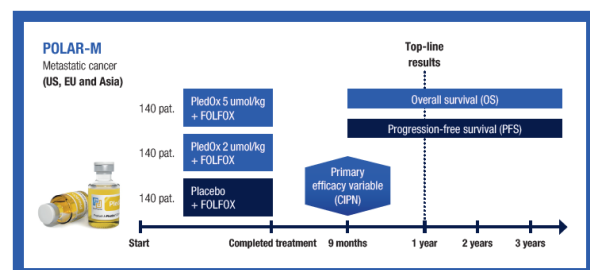 POLAR-M
Metastatic cancer
(US, EU and Asia)
Top-line
results
140 pat.
PledOx 5 umol/kg
+ FOLFOX
Overall survival (OS)
Progression-free survival (PFS)
140 pat.
PledOx 2 umol/kg
+ FOLFOX
Primary
efficacy variable
(CIPN)
140 pat.
Placebo
+ FOLFOX
Start
Completed treatment
9 months
1 year
2 years
3 years